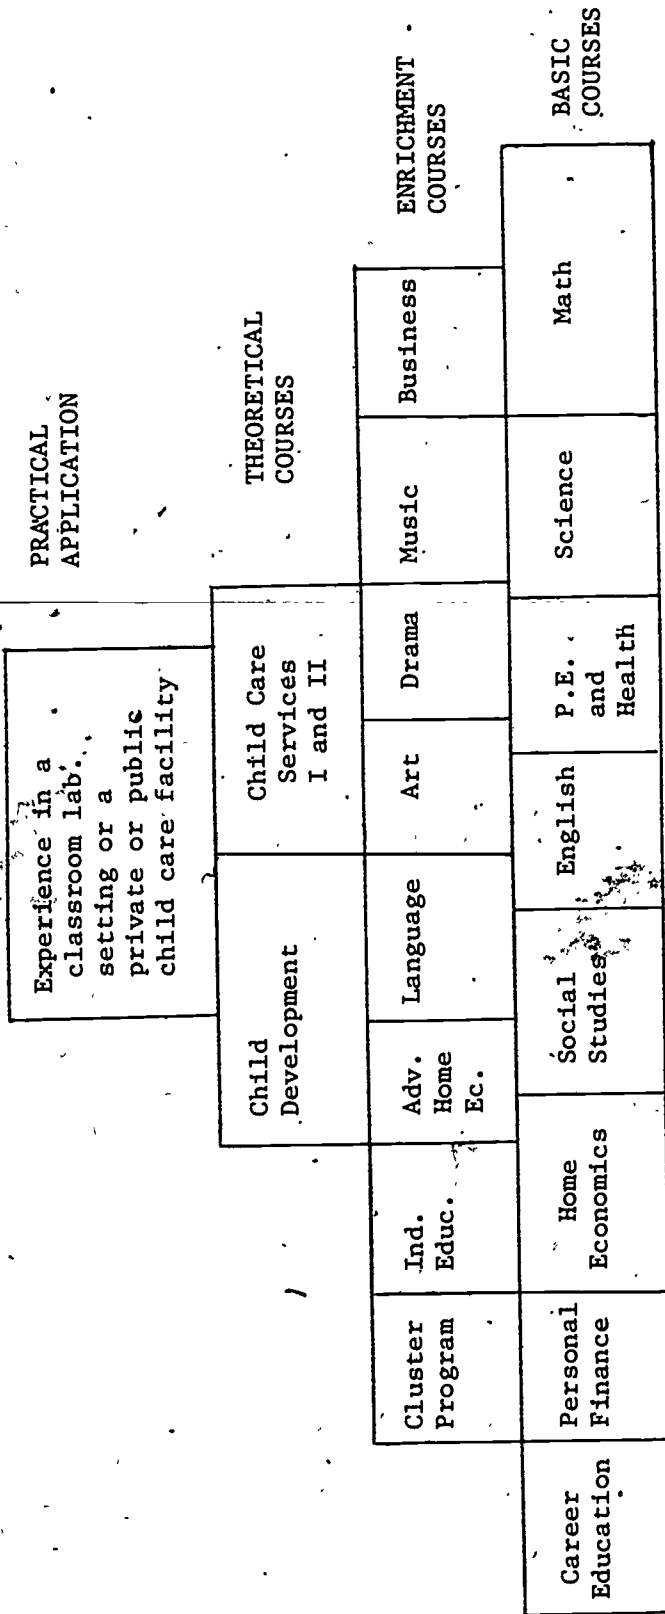 PRACTICAL
APPLICATION
Experience in a
classroom lab.
setting or a
private or public
child care facility
THEORETICAL
COURSES
Child
Development
Child Care
Services
I and II
ENRICHMENT
COURSES
Cluster
Program
Ind.
Educ.
Adv.
Home
Ec.
Language
Art
Drama
Music
Business
BASIC
COURSES
Career
Education
Personal
Finance
Home
Economics
Social
Studies
English
P.E.
and
Health
Science
Math